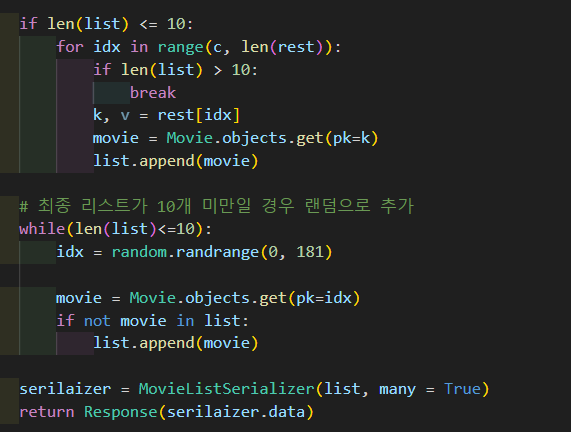 if len(list) <= 10:
for idx in range(c, len(rest)):
if len(list) > 10:
break
k, v = rest[idx]
movie = Movie.objects.get(pk=k)
list.append(movie)
# 최종 리스트가 10개 미만일 경우 랜덤으로 추가
while(len(list)<=10):
idx = random.randrange(0, 181)
movie = Movie.objects.get(pk=idx)
if not movie in list:
list.append(movie)
serilaizer = MovieListSerializer(list, many = True)
return Response(serilaizer.data)